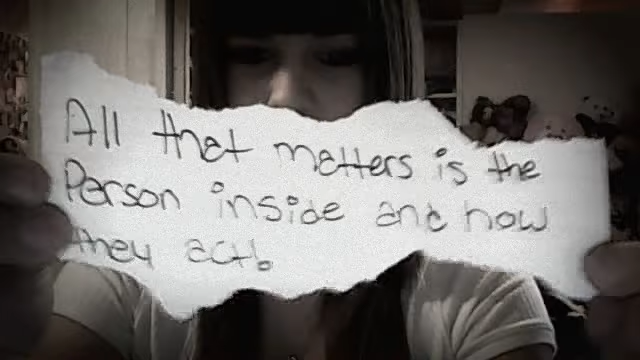 All that matters is the
Person inside and how
they act!